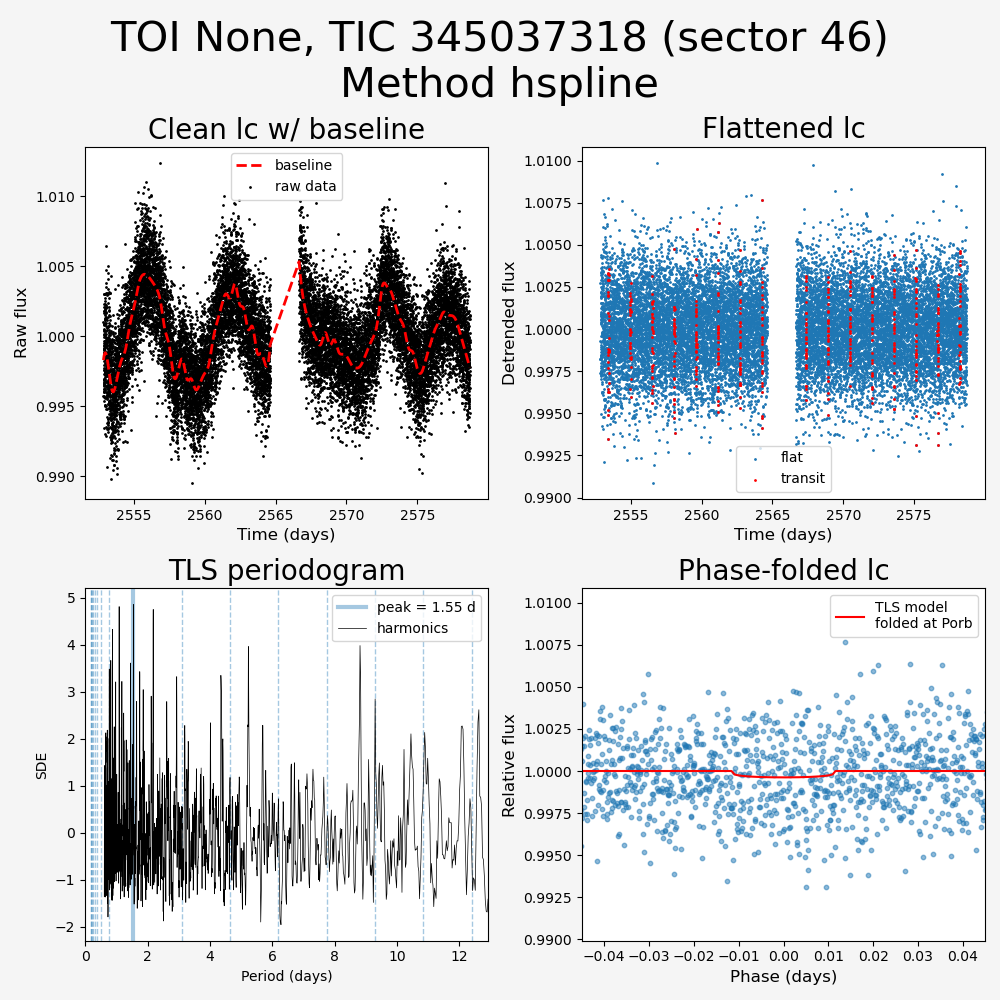 TOI None, TIC 345037318 (sector 46)
Method hspline
Clean lc w/ baseline
baseline
raw data
Raw flux
1.010
1.005
1.000
0.995
0.990
2555
2560
2565
2570
2575
Time (days)
Flattened lc
Detrended flux
1.0100
1.0075
1.0050
1.0025
1.0000
0.9975
0.9950
0.9925
0.9900
flat
transit
2555
2560
2565
2570
2575
Time (days)
TLS periodogram
peak = 1.55 d
harmonics
SDE
5
4
3
2
1
0
−1
−2
0
2
4
6
8
10
12
Period (days)
Phase-folded lc
TLS model
folded at Porb
Relative flux
1.0100
1.0075
1.0050
1.0025
1.0000
0.9975
0.9950
0.9925
0.9900
−0.04
−0.03
−0.02
−0.01
0.00
0.01
0.02
0.03
0.04
Phase (days)